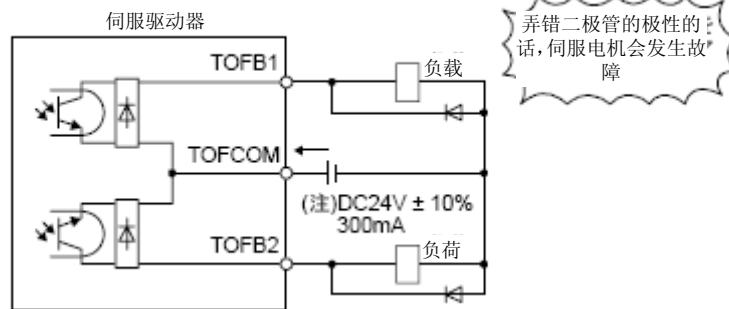 伺服驱动器
弄错二极管的极性的
话，伺服电机会发生故
障
TOFB1
负载
TOFCOM
(注)DC24V ± 10%
300mA
TOFB2
负荷